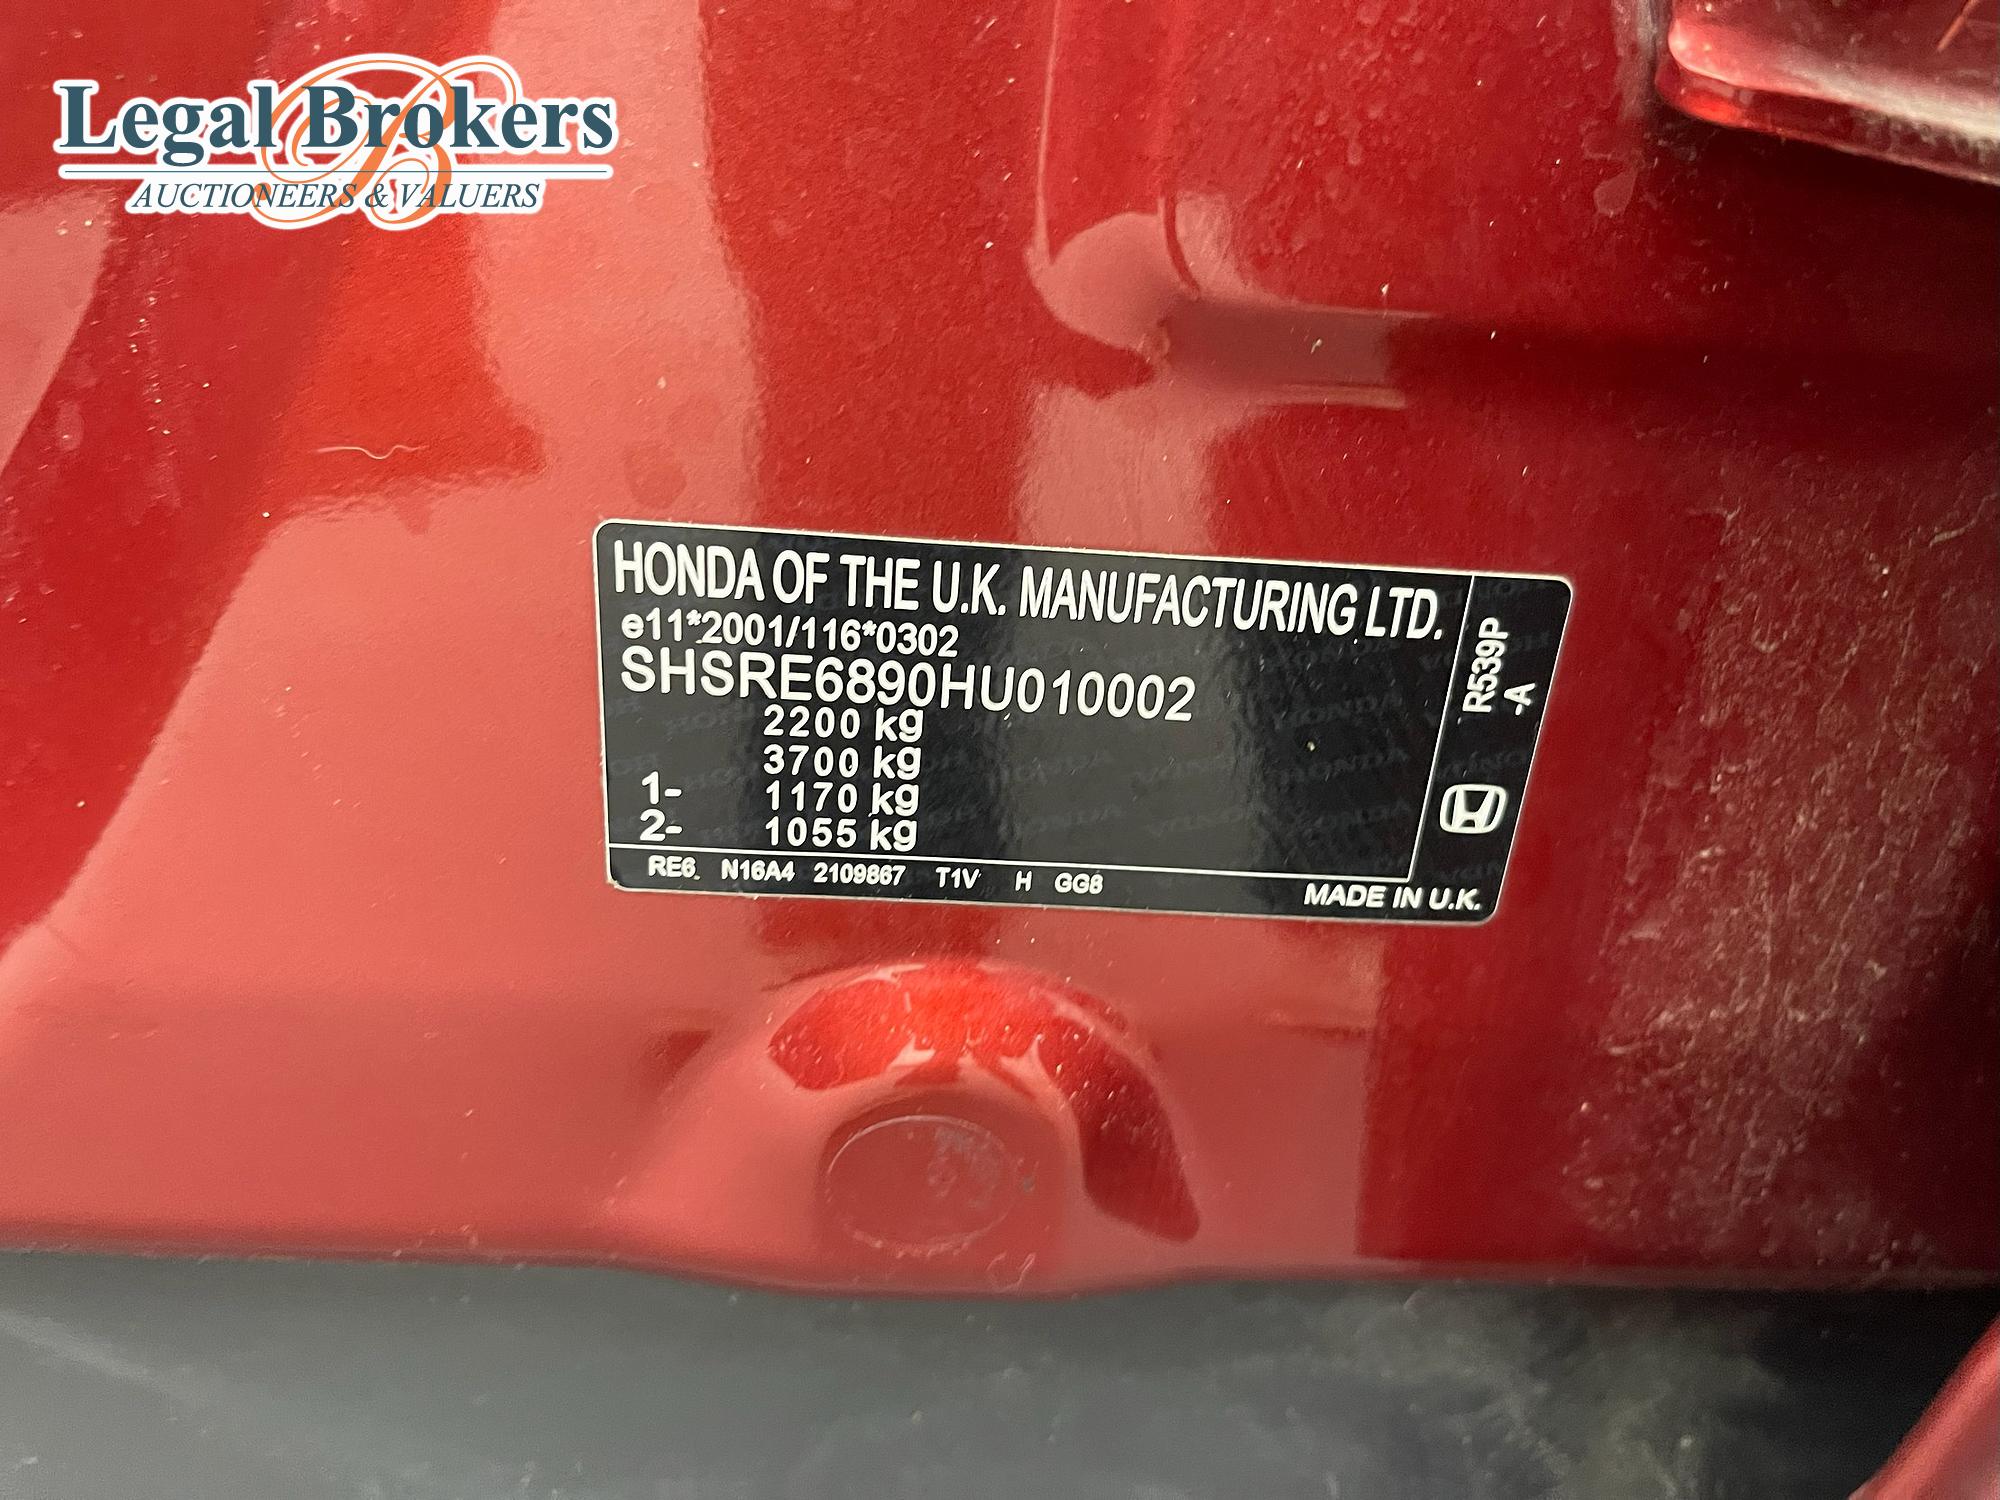 Legal Brokers
AUCTIONEERS & VALUERS
HONDA OF THE U.K. MANUFACTURING LTD.
e11*2001/116*0302
SHSRE6890HU010002
2200 kg
3700 kg
1- 1170 kg
2- 1055 kg
RE6. N16A4 2109867 T1V H GG8
MADE IN U.K.
R539P
-A